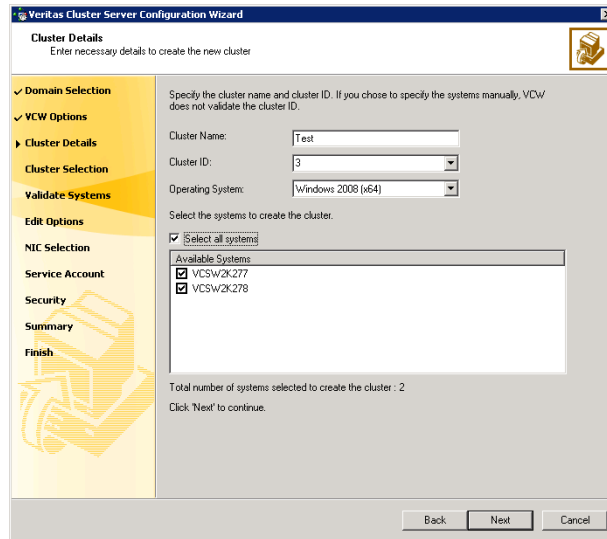 Veritas Cluster Server Configuration Wizard
Cluster Details
Enter necessary details to create the new cluster
Domain Selection
VCW Options
Cluster Details
Cluster Selection
Validate Systems
Edit Options
NIC Selection
Service Account
Security
Summary
Finish
Specify the cluster name and cluster ID. If you chose to specify the systems manually, VCW
does not validate the cluster ID.
Cluster Name: Test
Cluster ID: 3
Operating System: Windows 2008 (x64)
Select the systems to create the cluster.
Select all systems
Available Systems
VCSW2K277
VCSW2K278
Total number of systems selected to create the cluster : 2
Click 'Next' to continue.
Back Next Cancel